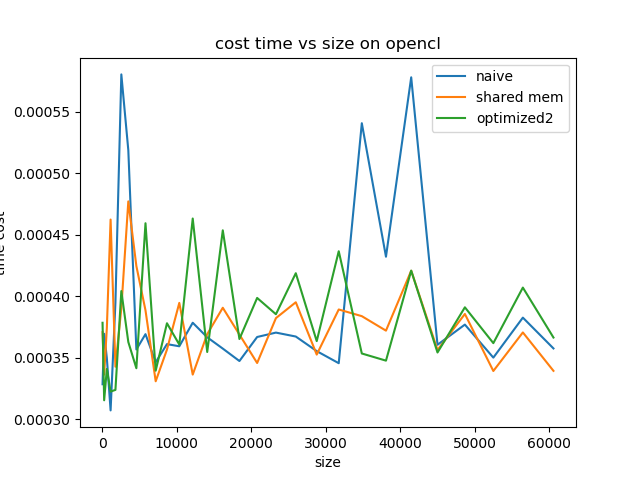 cost time vs size on opencl
naive
shared mem
optimized2
0.00055
0.00050
0.00045
0.00040
0.00035
0.00030
time cost
0 10000 20000 30000 40000 50000 60000
size